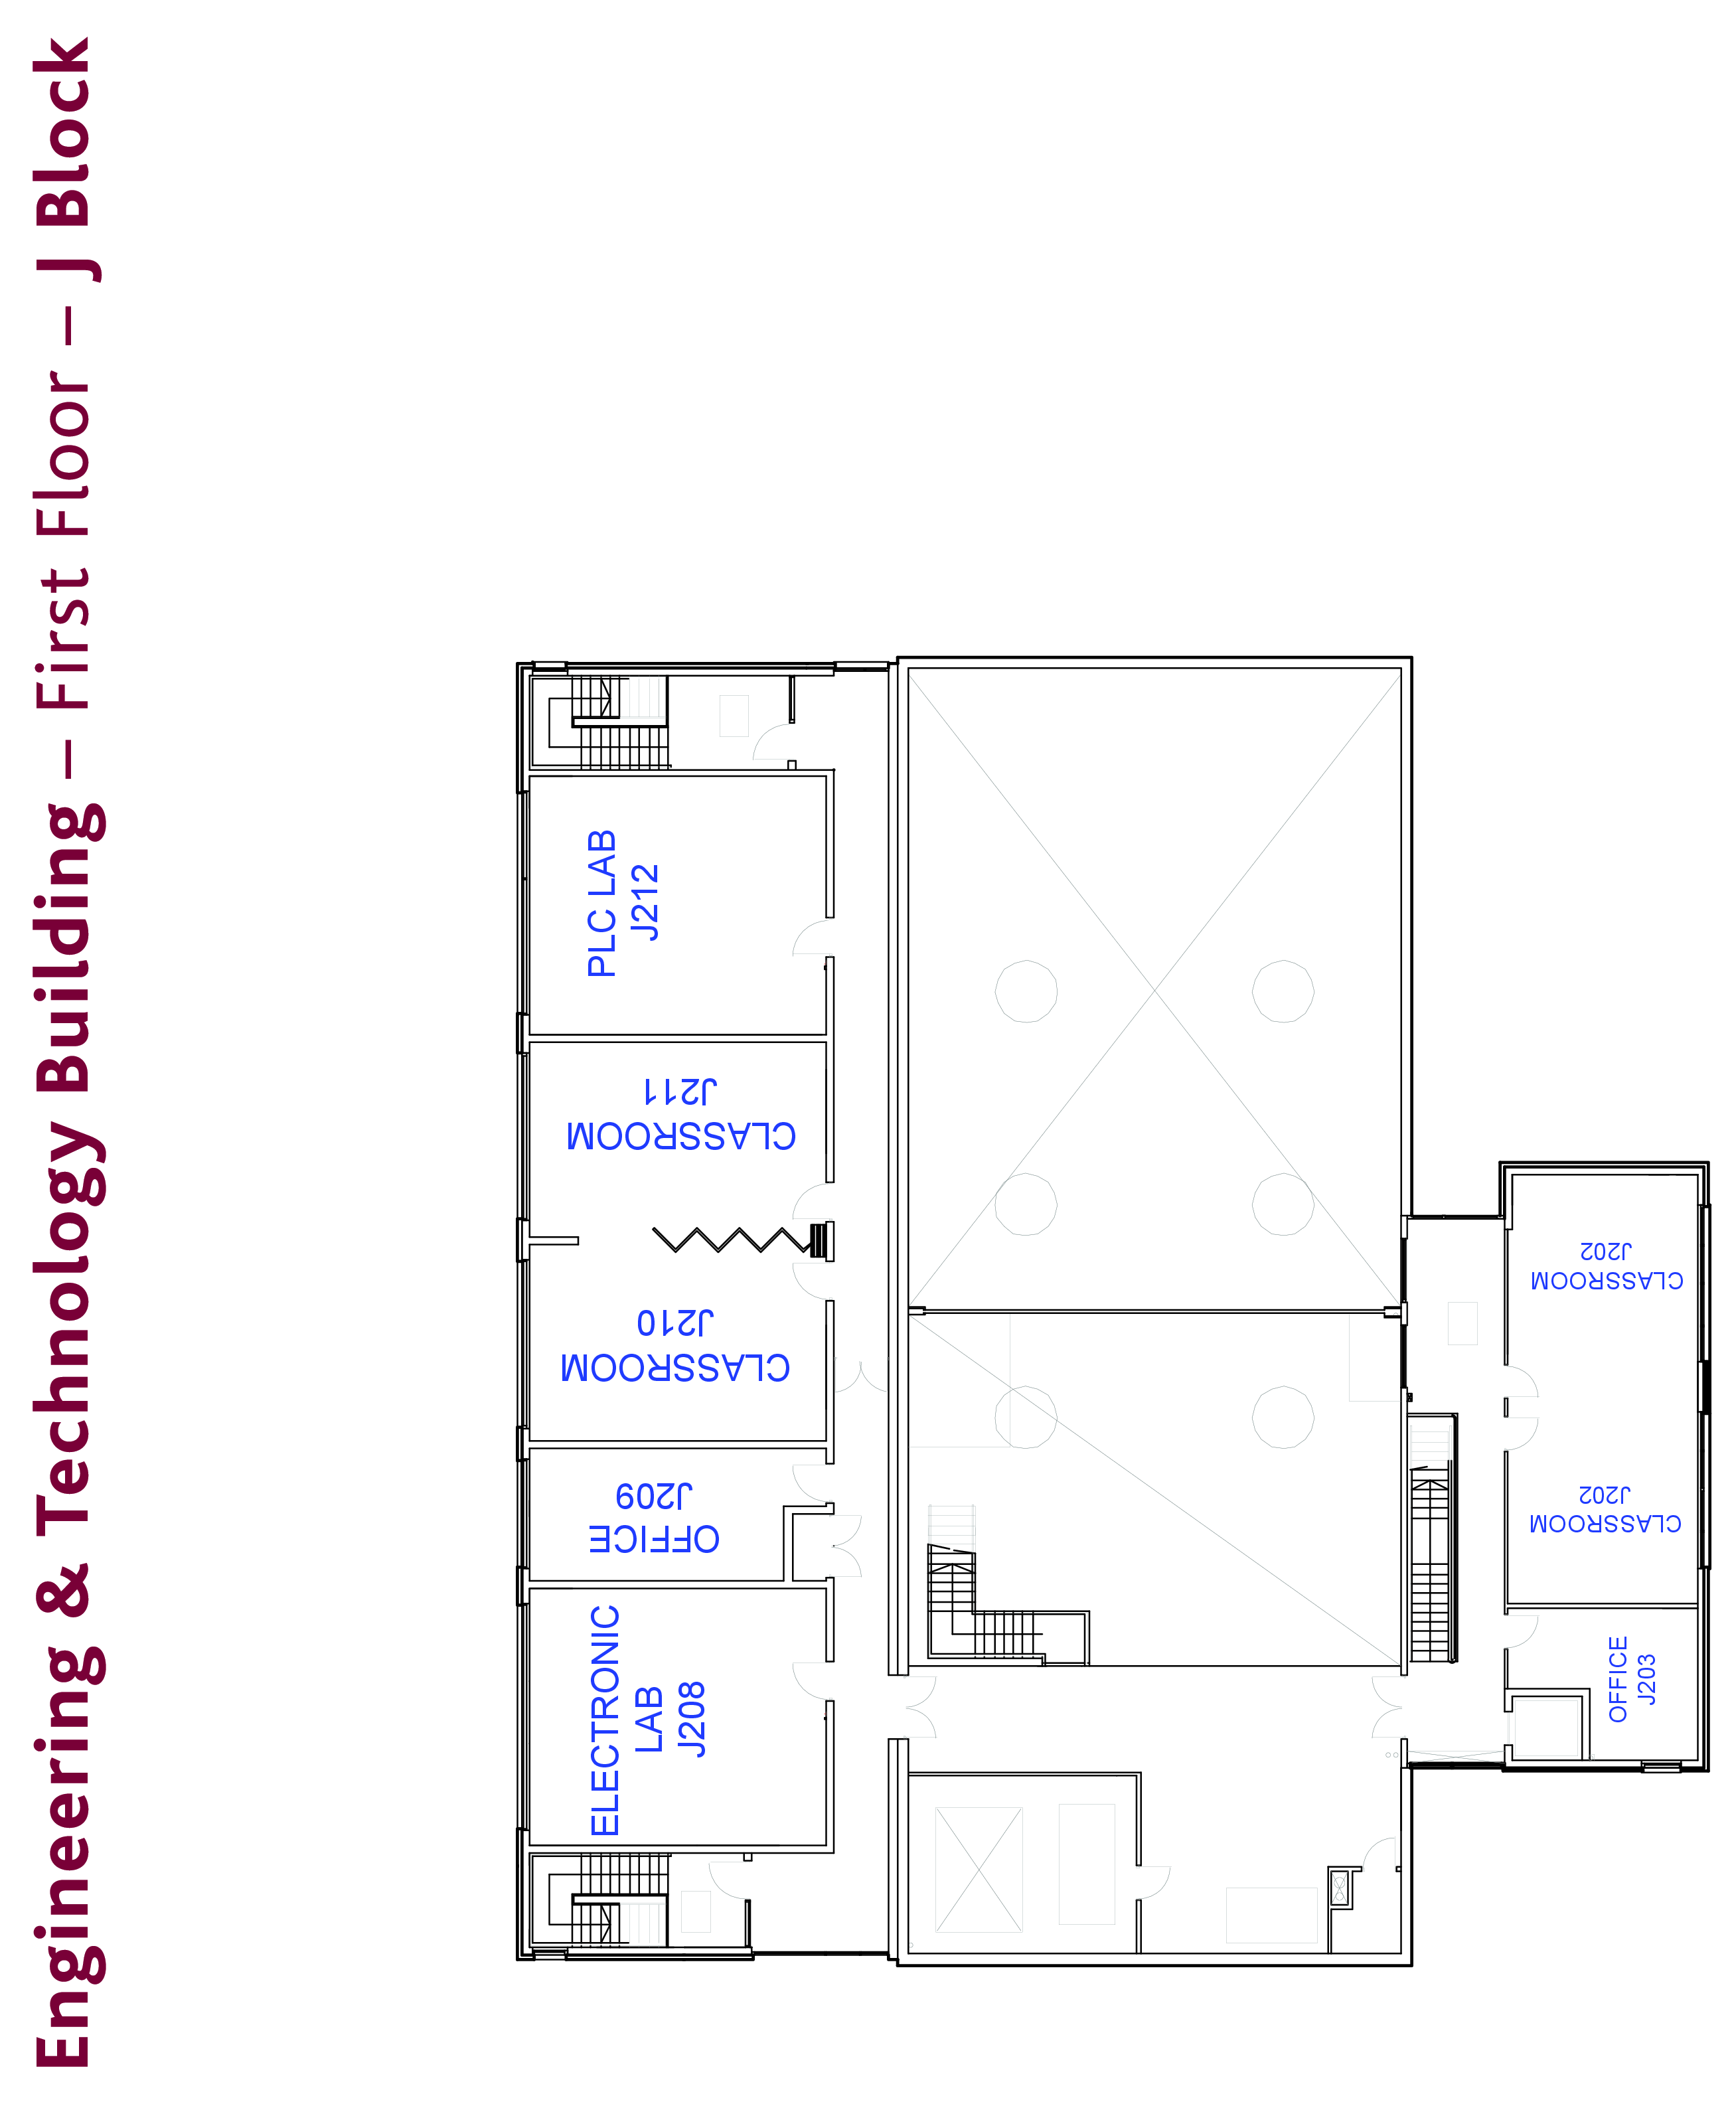 Engineering & Technology Building – First Floor – J Block
PLC LAB
J212
CLASSROOM
J211
CLASSROOM
J210
OFFICE
J209
ELECTRONIC
LAB
J208
CLASSROOM
J202
CLASSROOM
J202
OFFICE
J203